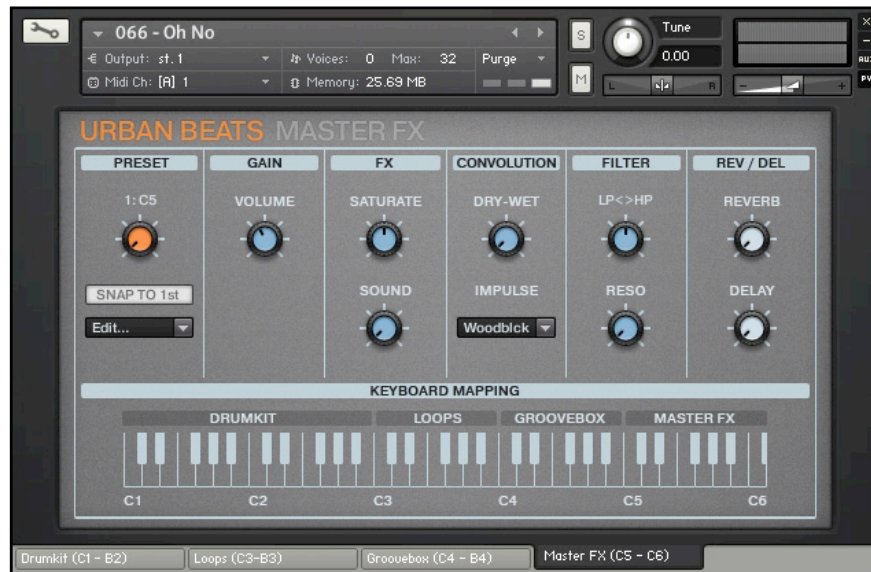 066 - Oh No
Output: st.1
Voices: 0 Max: 32
Purge
Midi Ch: [A] 1
Memory: 25.69 MB
S
M
Tune
0.00
L R
- +
×
-
AUX
PV
URBAN BEATS MASTER FX
PRESET GAIN FX CONVOLUTION FILTER REV / DEL
1: C5 VOLUME SATURATE DRY-WET LP<>HP REVERB
SNAP TO 1st SOUND IMPULSE RESO DELAY
Edit... Woodblck
KEYBOARD MAPPING
DRUMKIT LOOPS GROOVEBOX MASTER FX
C1 C2 C3 C4 C5 C6
Drumkit (C1 - B2) Loops (C3-B3) Groovebox (C4 - B4) Master FX (C5 - C6)